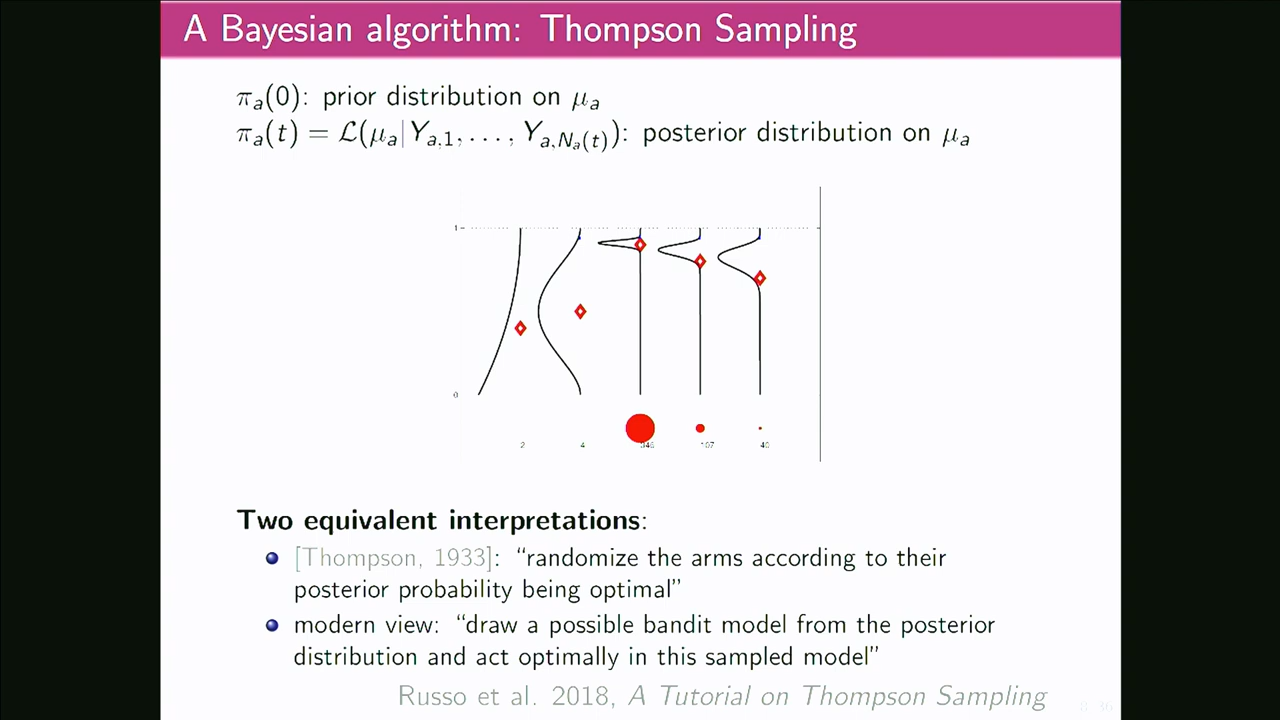 A Bayesian algorithm: Thompson Sampling
πₐ(0): prior distribution on μₐ
πₐ(t) = ℒ(μₐ|Yₐ,₁, . . . , Y_{a,Nₐ(t)}): posterior distribution on μₐ
1
0
2 4 346 107 40
Two equivalent interpretations:
[Thompson, 1933]: “randomize the arms according to their
posterior probability being optimal”
modern view: “draw a possible bandit model from the posterior
distribution and act optimally in this sampled model”
Russo et al. 2018, A Tutorial on Thompson Sampling